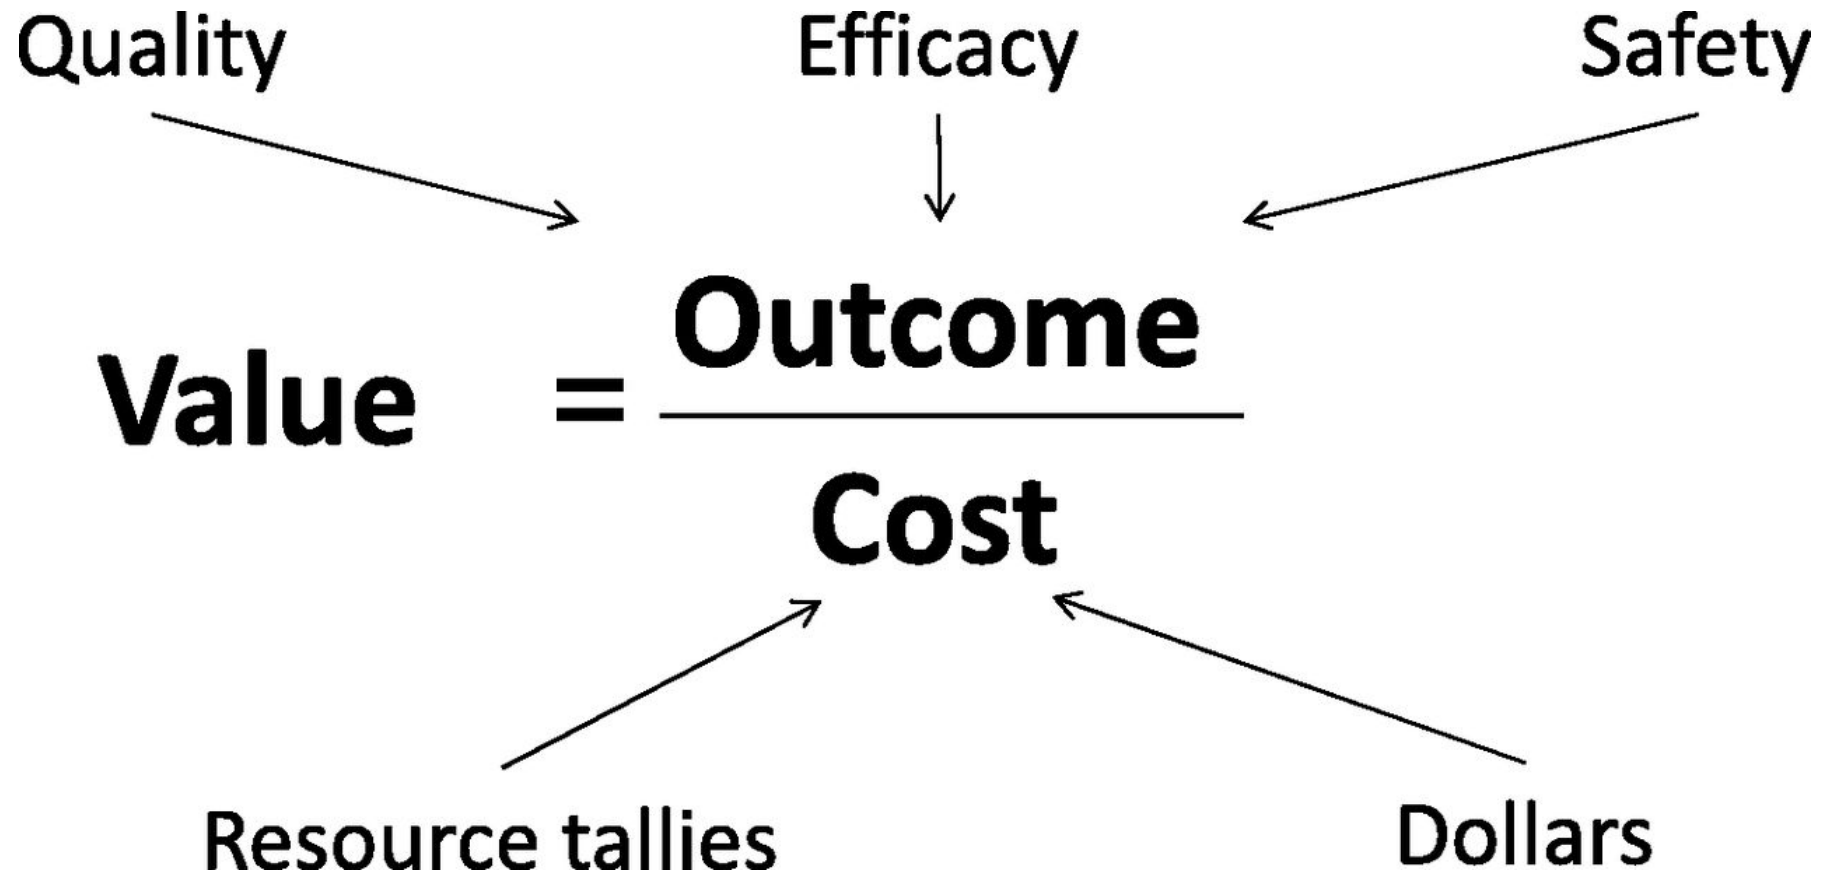 Quality
Efficacy
Safety
Outcome
Value =
Cost
Resource tallies
Dollars